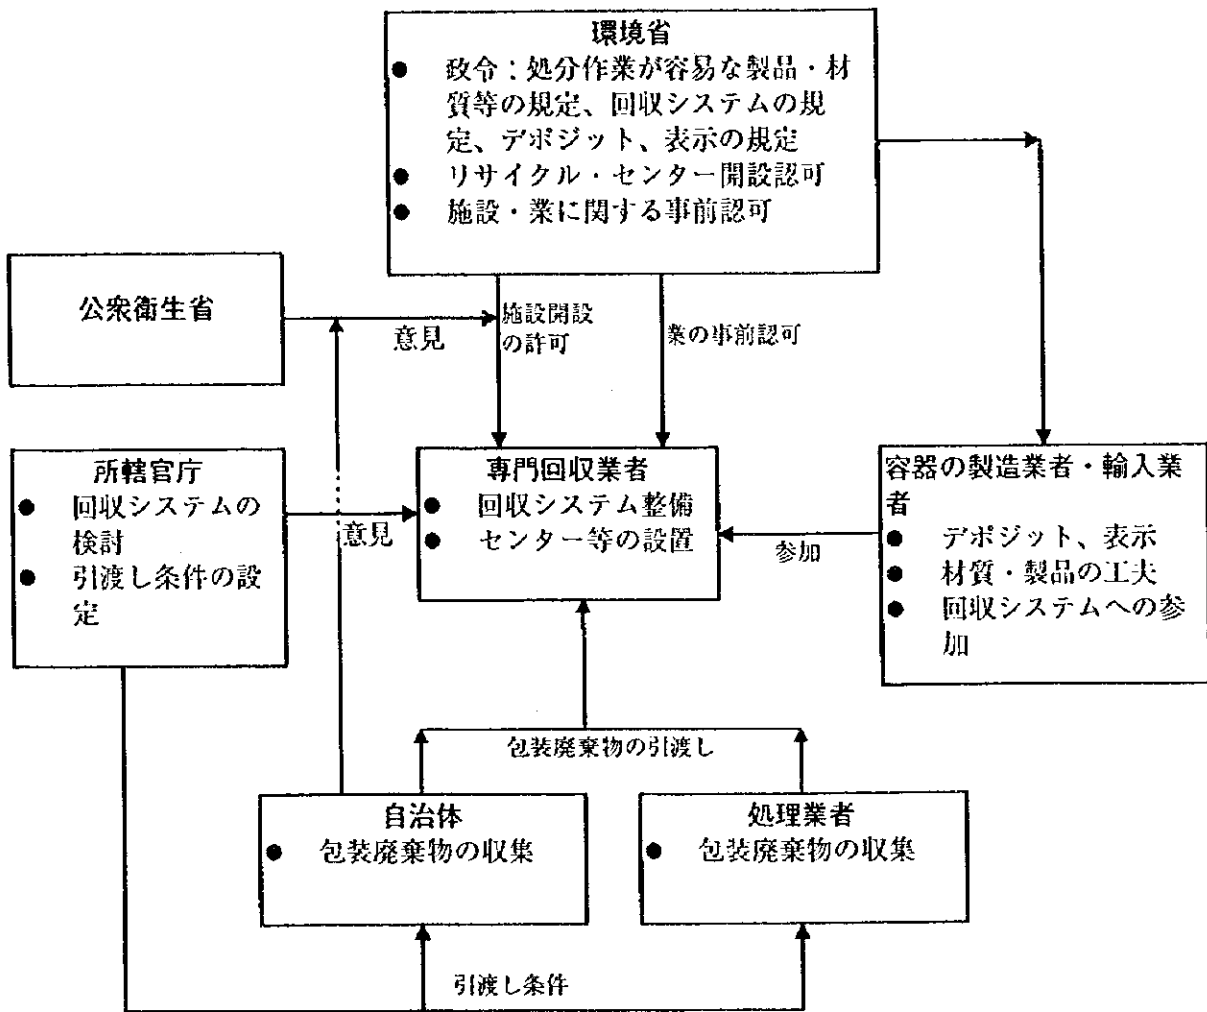 環境省
● 政令：処分作業が容易な製品・材
質等の規定、回収システムの規
定、デポジット、表示の規定
● リサイクル・センター開設認可
● 施設・業に関する事前認可
公衆衛生省
意見
施設開設
の許可
業の事前認可
所轄官庁
● 回収システムの
検討
● 引渡し条件の設
定
意見
専門回収業者
● 回収システム整備
● センター等の設置
参加
容器の製造業者・輸入業
者
● デポジット、表示
● 材質・製品の工夫
● 回収システムへの参
加
包装廃棄物の引渡し
自治体
● 包装廃棄物の収集
処理業者
● 包装廃棄物の収集
引渡し条件